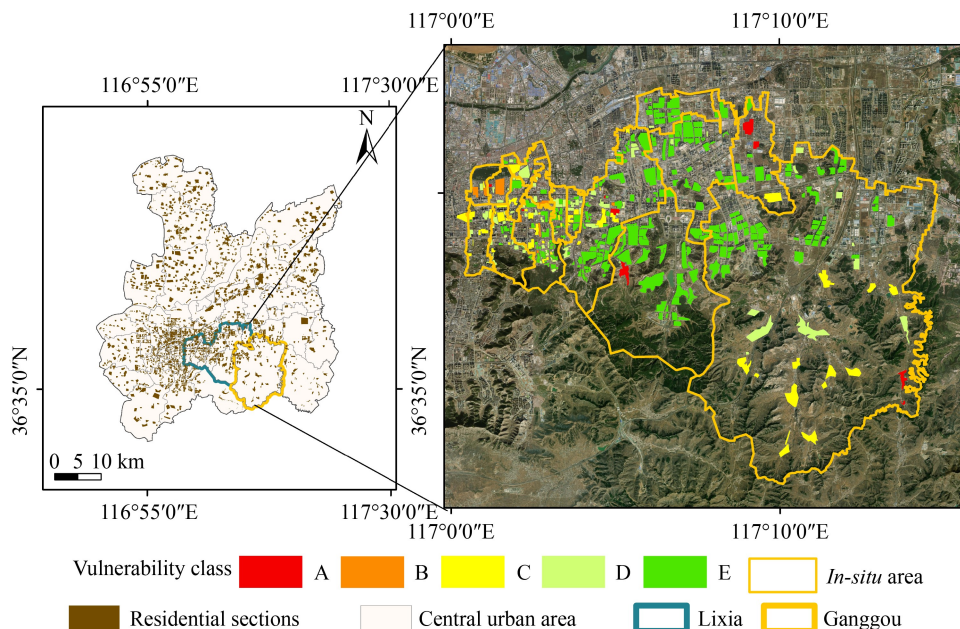 117°0′0″E 117°10′0″E
116°55′0″E 117°30′0″E
N
36°35′0″N 36°35′0″N
0 5 10 km
116°55′0″E 117°30′0″E
117°0′0″E 117°10′0″E
Vulnerability class A B C D E In-situ area
Residential sections Central urban area Lixia Ganggou